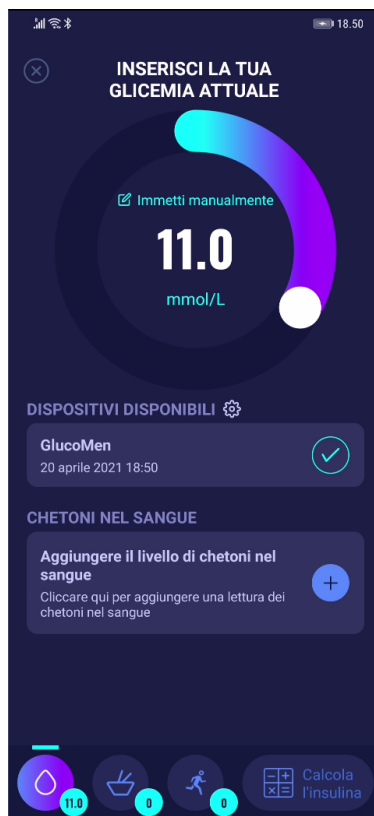 18.50
INSERISCI LA TUA
GLICEMIA ATTUALE
Immetti manualmente
11.0
mmol/L
DISPOSITIVI DISPONIBILI
GlucoMen
20 aprile 2021 18:50
CHETONI NEL SANGUE
Aggiungere il livello di chetoni nel
sangue
Cliccare qui per aggiungere una lettura dei
chetoni nel sangue
11.0
0
0
Calcola
l'insulina